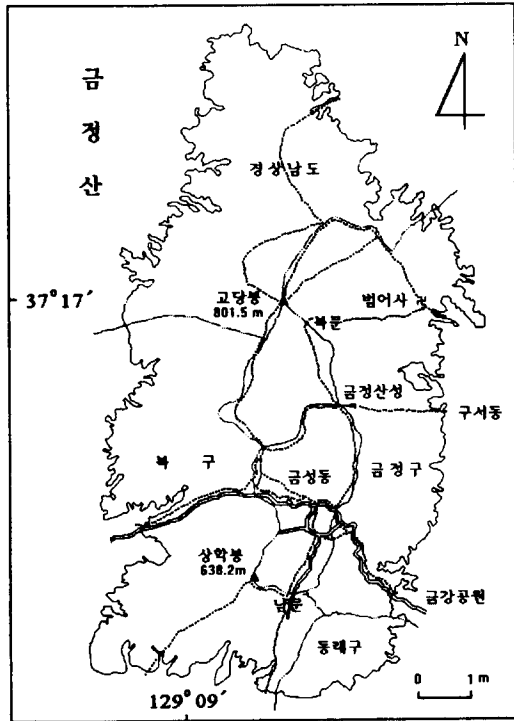 금정산
N
경상남도
37°17′
고당봉
801.5 m
범어사
북문
금정산성
구서동
북구
금성동
금정구
상학봉
638.2m
남문
금강공원
동래구
0 1 m
129°09′